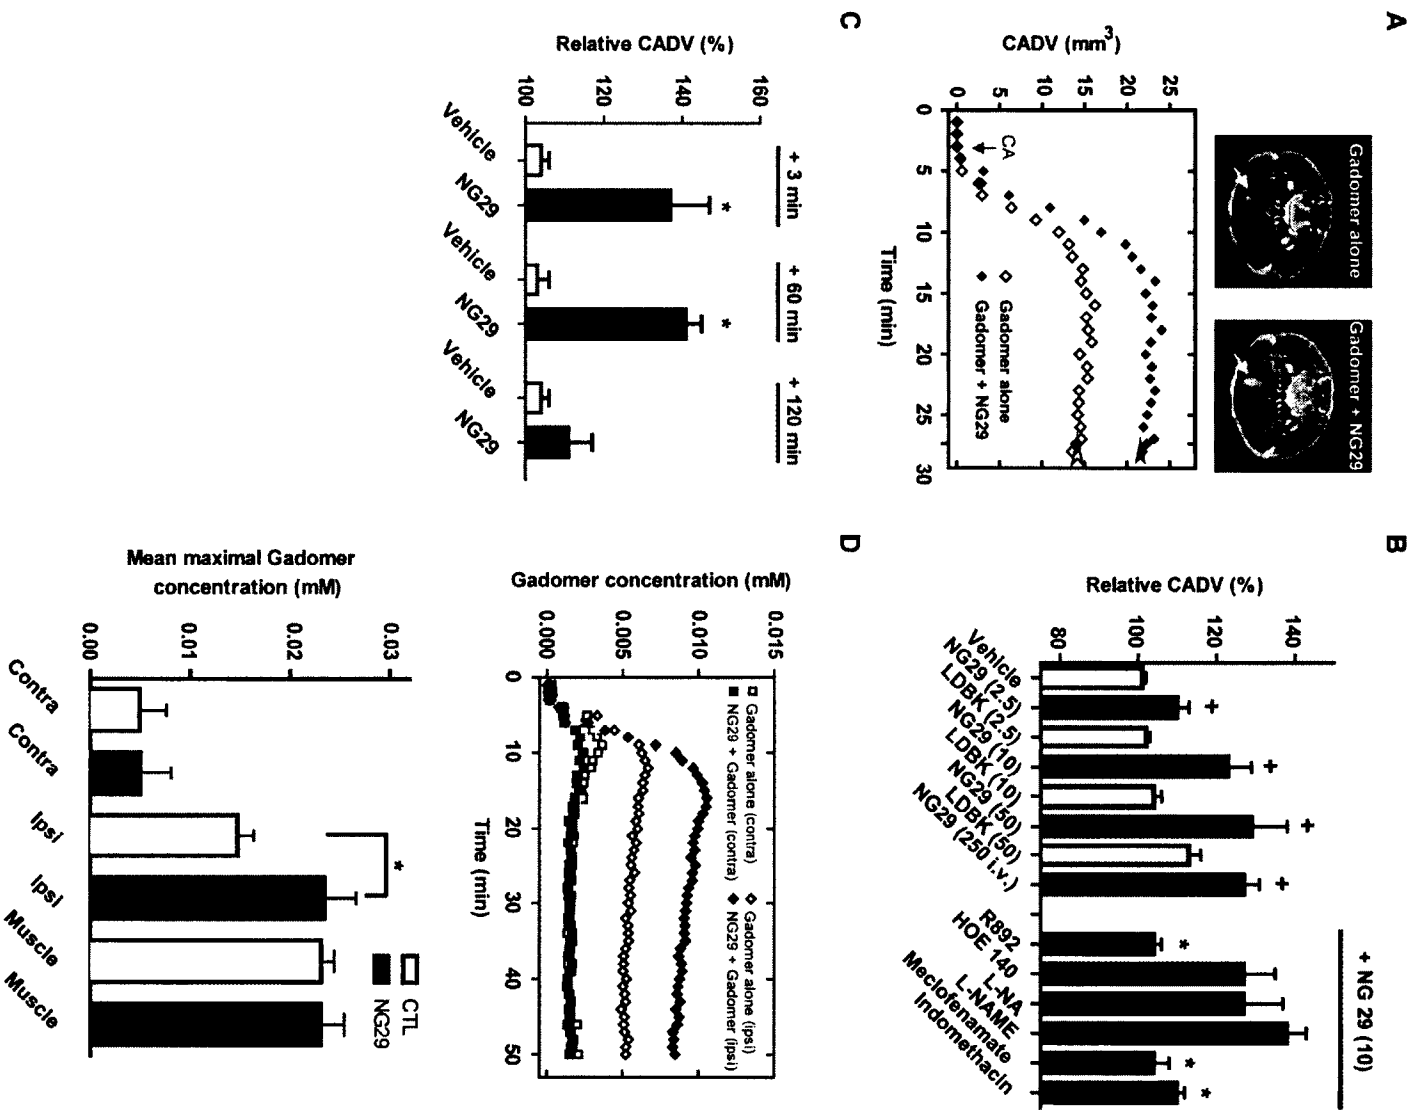 A
Gadomer alone
Gadomer + NG29
CADV (mm3)
0
5
10
15
20
25
CA
Gadomer alone
Gadomer + NG29
0
5
10
15
20
25
30
Time (min)
B
Relative CADV (%)
80
100
120
140
+
+
+
+
*
*
*
Vehicle
NG29 (2.5)
LDBK (2.5)
NG29 (10)
LDBK (10)
NG29 (50)
LDBK (50)
NG29 (250 i.v.)
R892
HOE 140
L-NA
L-NAME
Meclofenamate
Indomethacin
+ NG 29 (10)
C
Relative CADV (%)
100
120
140
160
+ 3 min
+ 60 min
+ 120 min
*
*
Vehicle
NG29
Vehicle
NG29
Vehicle
NG29
D
Gadomer concentration (mM)
0.000
0.005
0.010
0.015
Gadomer alone (contra)
NG29 + Gadomer (contra)
Gadomer alone (ipsi)
NG29 + Gadomer (ipsi)
0
10
20
30
40
50
Time (min)
Mean maximal Gadomer
concentration (mM)
0.00
0.01
0.02
0.03
*
CTL
NG29
Contra
Contra
Ipsi
Ipsi
Muscle
Muscle